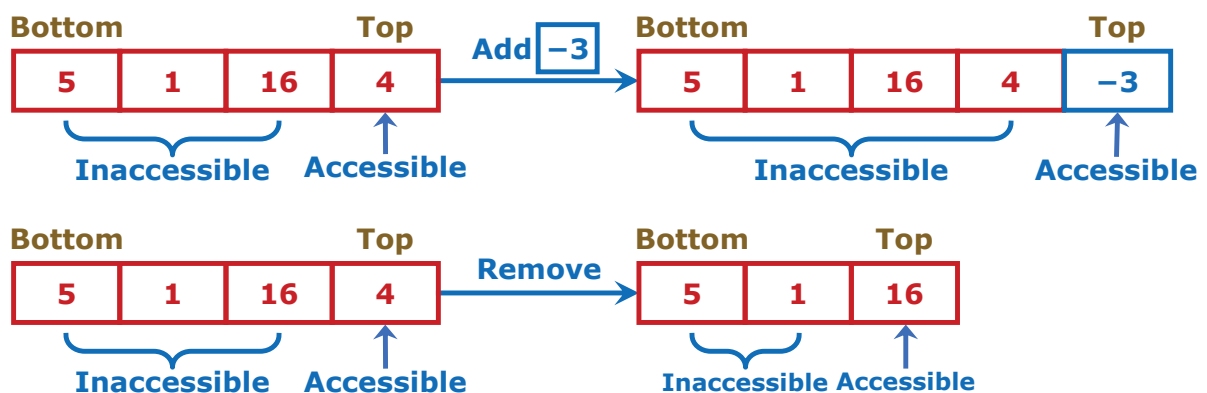 Bottom Top Bottom Top
Add −3
5 1 16 4 5 1 16 4 −3
Inaccessible Accessible Inaccessible Accessible
Bottom Top Bottom Top
Remove
5 1 16 4 5 1 16
Inaccessible Accessible Inaccessible Accessible